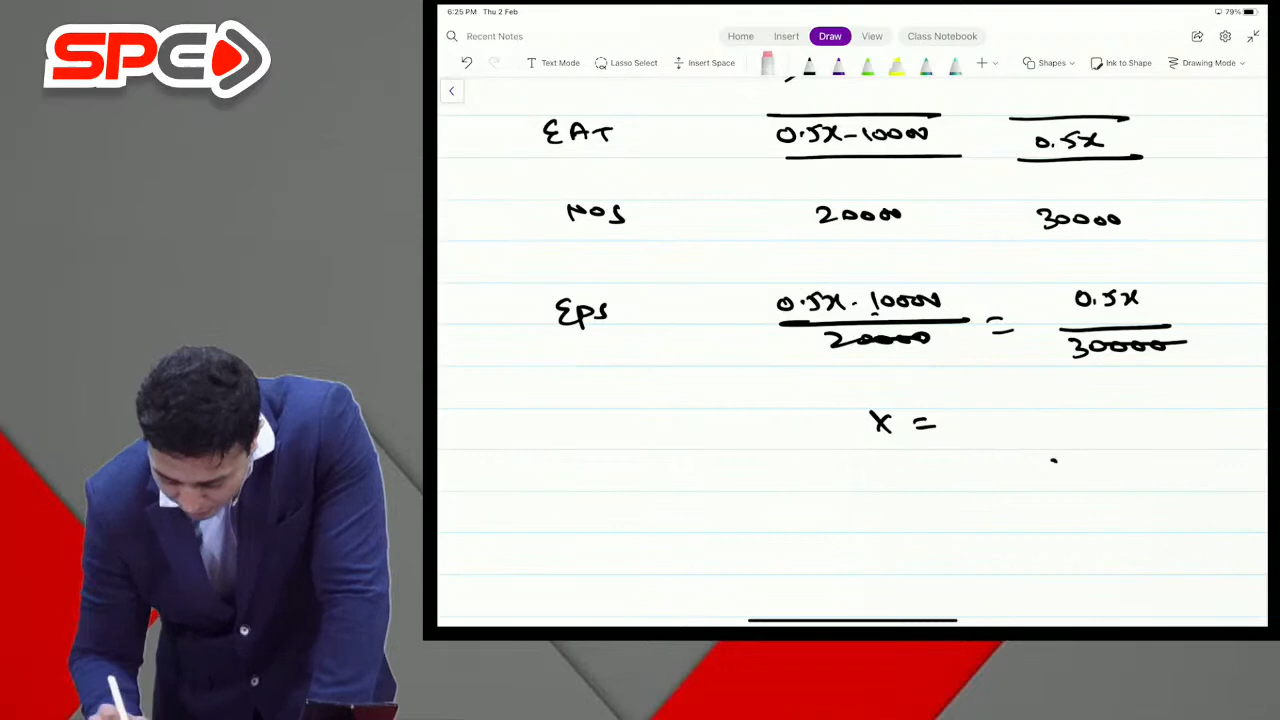 SPED
6:25 PM Thu 2 Feb
79%
Recent Notes
Home Insert Draw View Class Notebook
Text Mode Lasso Select Insert Space Shapes Ink to Shape Drawing Mode
EAT 0.5x-10000 0.5x
NOS 20000 30000
EPS 0.5x-10000 = 0.5x
20000 30000
x =